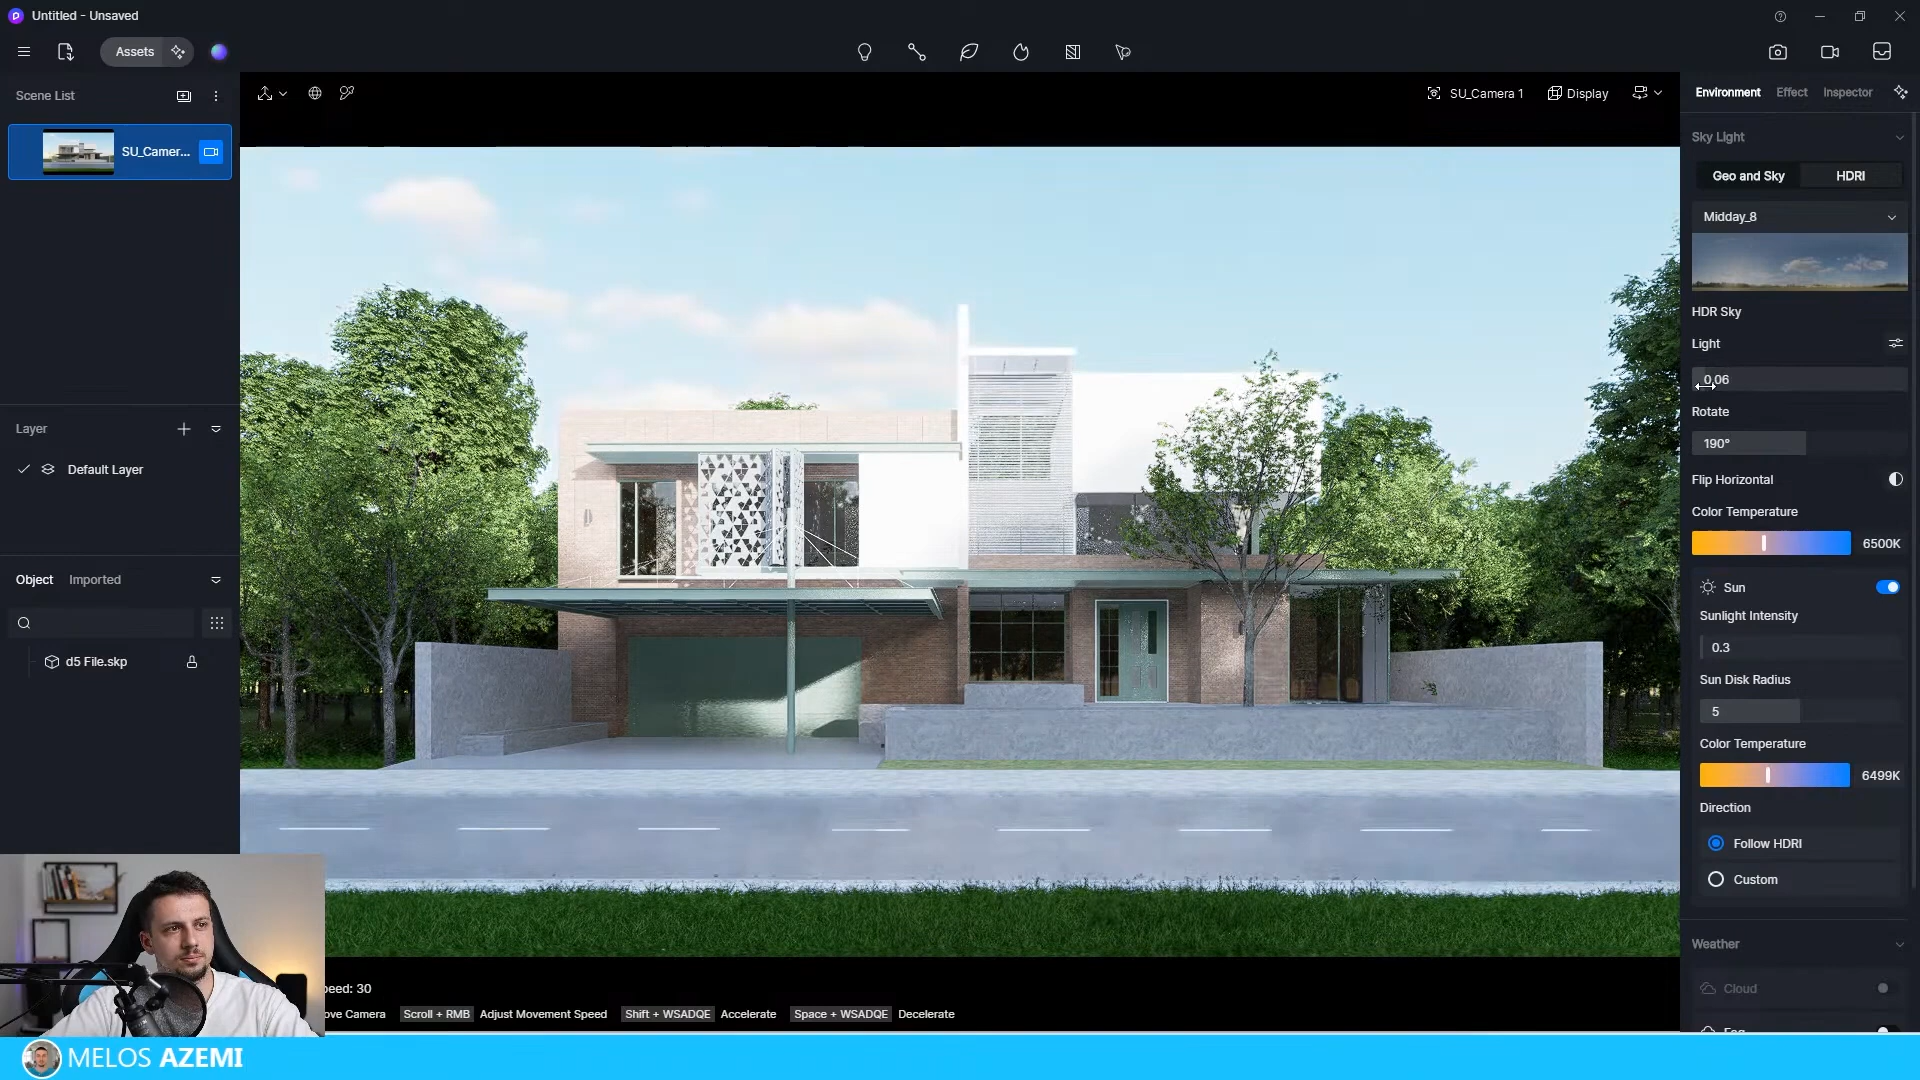 Untitled - Unsaved
Assets
Scene List
SU_Camer...
Layer
Default Layer
Object
Imported
d5 File.skp
SU_Camera 1
Display
Environment
Effect
Inspector
Sky Light
Geo and Sky
HDRI
Midday_8
HDR Sky
Light
0.06
Rotate
190°
Flip Horizontal
Color Temperature
6500K
Sun
Sunlight Intensity
0.3
Sun Disk Radius
5
Color Temperature
6499K
Direction
Follow HDRI
Custom
Weather
Cloud
Fog
peed: 30
ove Camera
Scroll + RMB
Adjust Movement Speed
Shift + WSADQE
Accelerate
Space + WSADQE
Decelerate
MELOS AZEMI